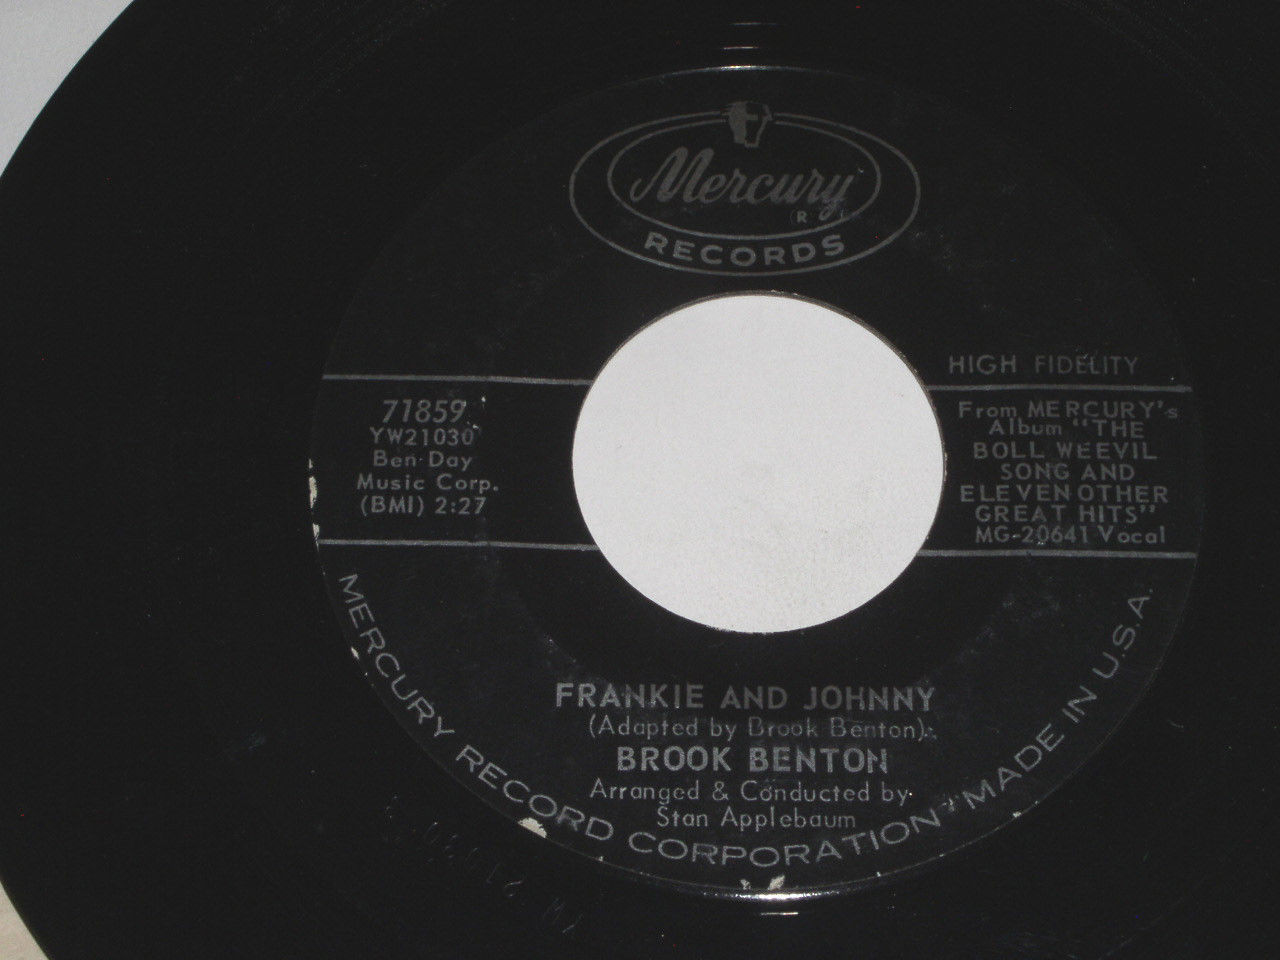 Mercury
R
RECORDS
HIGH FIDELITY
71859
YW21030
Ben-Day
Music Corp.
(BMI) 2:27
From MERCURY's
Album "THE
BOLL WEEVIL
SONG AND
ELEVEN OTHER
GREAT HITS"
MG-20641 Vocal
FRANKIE AND JOHNNY
(Adapted by Brook Benton)
BROOK BENTON
Arranged & Conducted by
Stan Applebaum
MERCURY RECORD CORPORATION MADE IN U.S.A.